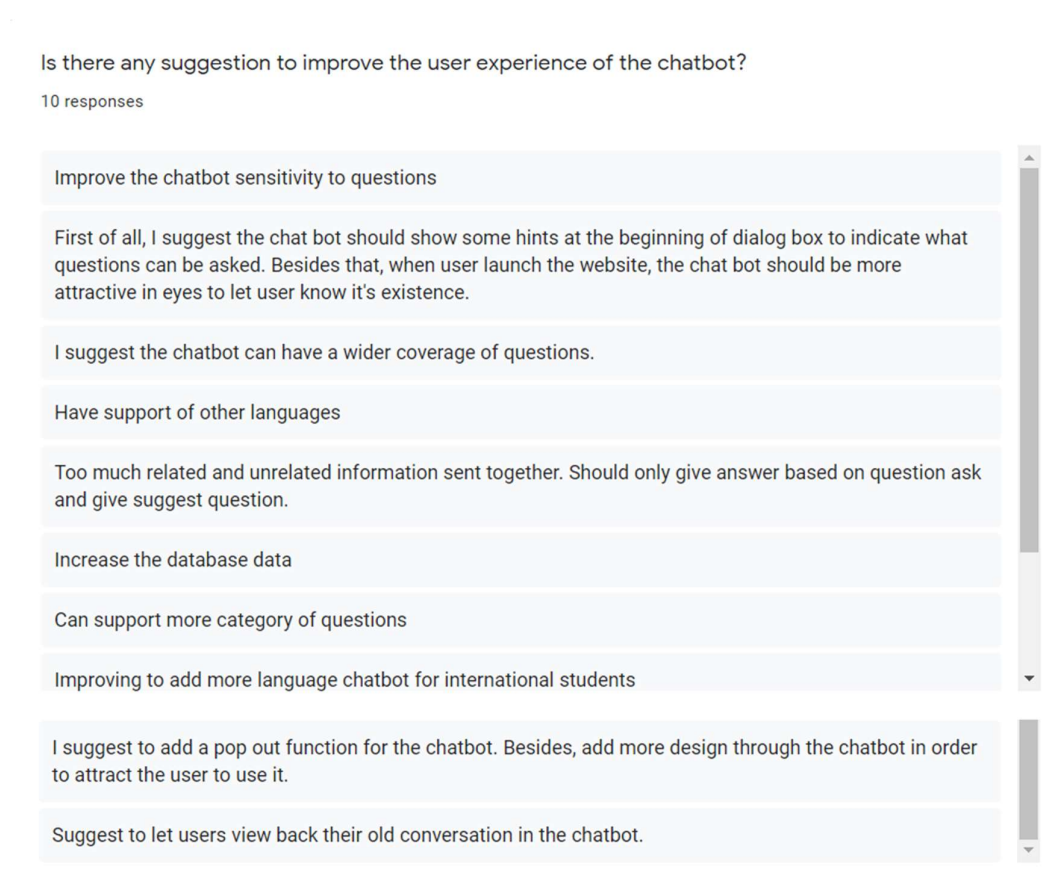 Is there any suggestion to improve the user experience of the chatbot?
10 responses
Improve the chatbot sensitivity to questions
First of all, I suggest the chat bot should show some hints at the beginning of dialog box to indicate what
questions can be asked. Besides that, when user launch the website, the chat bot should be more
attractive in eyes to let user know it's existence.
I suggest the chatbot can have a wider coverage of questions.
Have support of other languages
Too much related and unrelated information sent together. Should only give answer based on question ask
and give suggest question.
Increase the database data
Can support more category of questions
Improving to add more language chatbot for international students
I suggest to add a pop out function for the chatbot. Besides, add more design through the chatbot in order
to attract the user to use it.
Suggest to let users view back their old conversation in the chatbot.